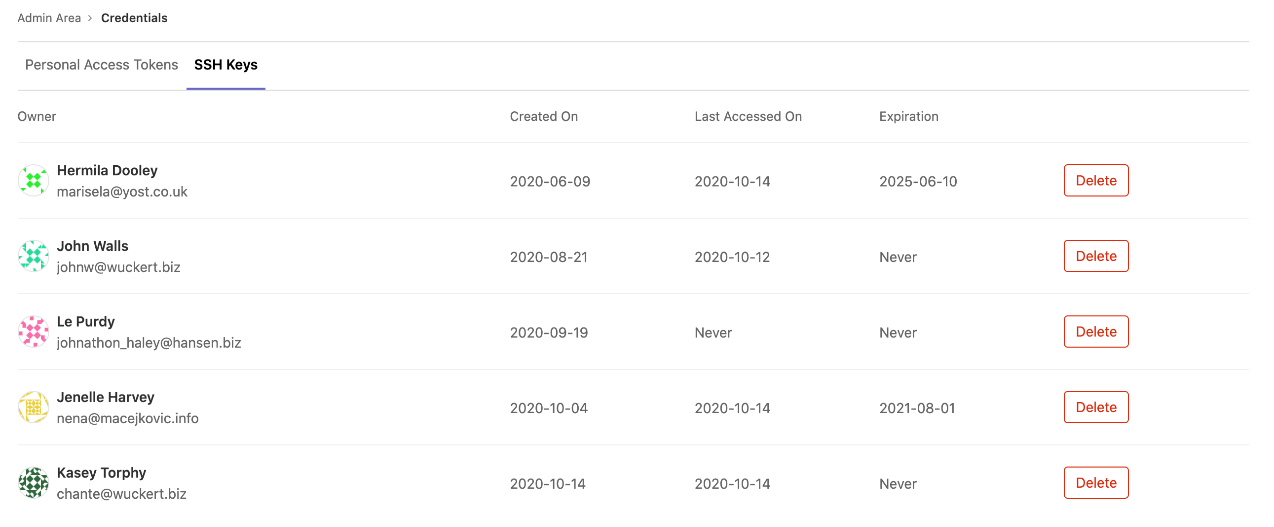 Admin Area › Credentials
Personal Access Tokens SSH Keys
Owner Created On Last Accessed On Expiration
Hermila Dooley
marisela@yost.co.uk
2020-06-09 2020-10-14 2025-06-10 Delete
John Walls
johnw@wuckert.biz
2020-08-21 2020-10-12 Never Delete
Le Purdy
johnathon_haley@hansen.biz
2020-09-19 Never Never Delete
Jenelle Harvey
nena@macejkovic.info
2020-10-04 2020-10-14 2021-08-01 Delete
Kasey Torphy
chante@wuckert.biz
2020-10-14 2020-10-14 Never Delete